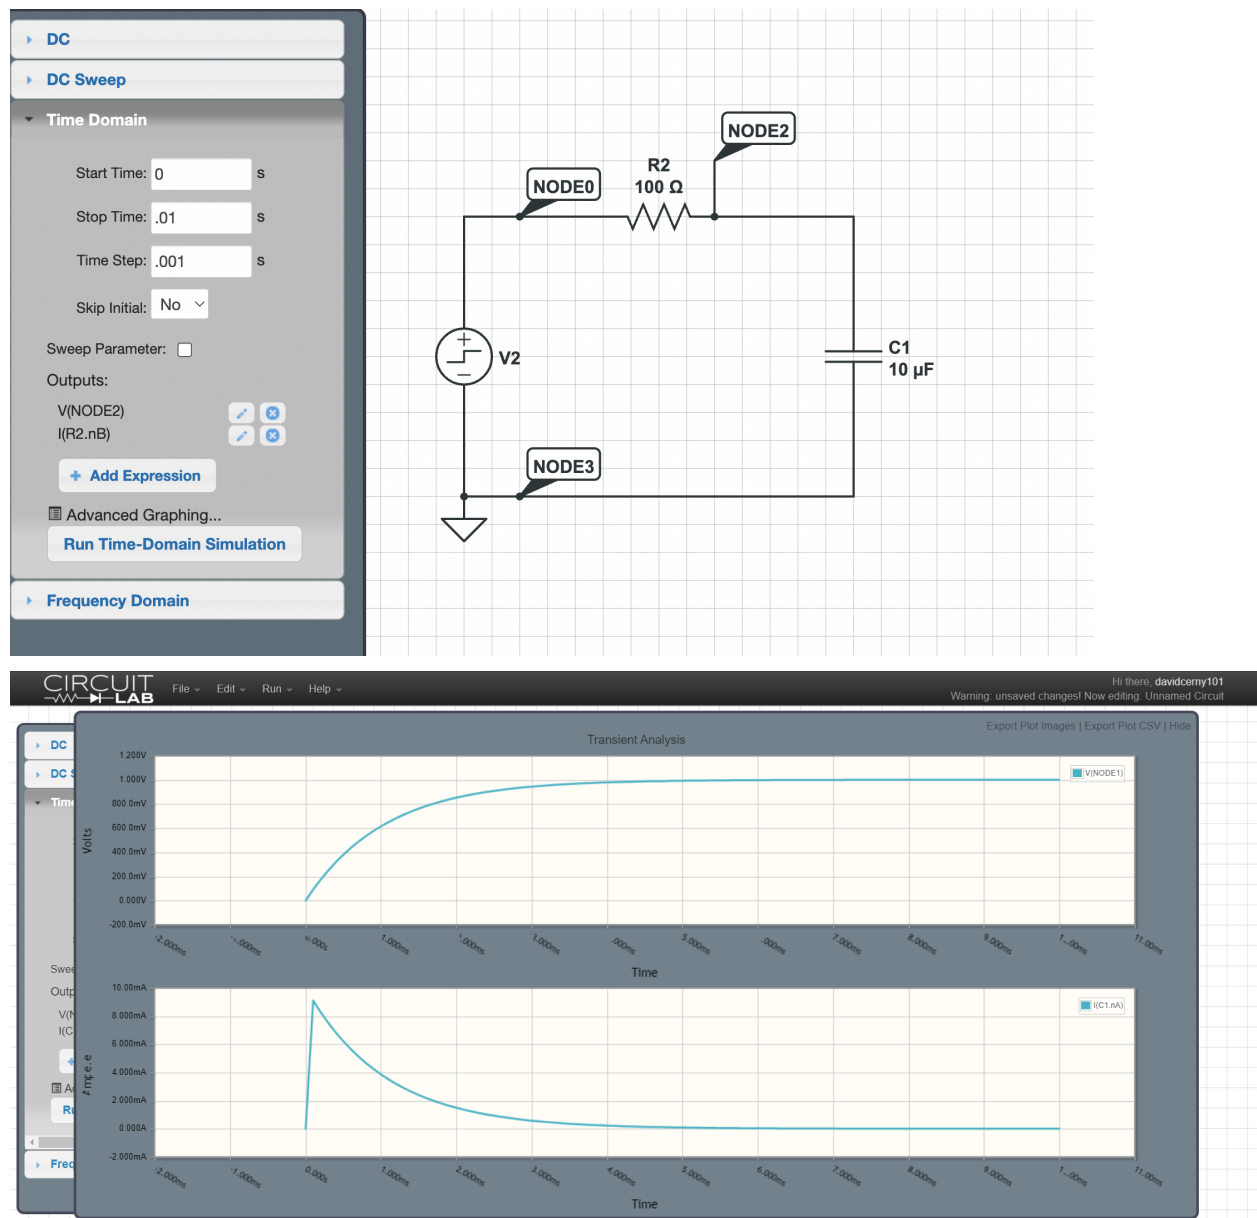 DC
DC Sweep
Time Domain
Start Time: 0 s
Stop Time: .01 s
Time Step: .001 s
Skip Initial: No
Sweep Parameter:
Outputs:
V(NODE2)
I(R2.nB)
+ Add Expression
Advanced Graphing...
Run Time-Domain Simulation
Frequency Domain
NODE2
R2
100 Ω
NODE0
+
V2
−
C1
10 µF
NODE3
CIRCUIT
LAB
File Edit Run Help
Hi there, davidcerny101
Warning: unsaved changes! Now editing: Unnamed Circuit
Export Plot Images | Export Plot CSV | Hide
DC
DC S
Time
Swee
Outp
V(N
I(C
+
A
Ru
Freq
Transient Analysis
1.200V
1.000V
800.0mV
600.0mV
400.0mV
200.0mV
0.000V
-200.0mV
Volts
V(NODE1)
-2.000ms
1.000ms
5.000ms
7.000ms
8.000ms
9.000ms
11.00ms
Time
10.00mA
8.000mA
6.000mA
4.000mA
2.000mA
0.000A
-2.000mA
I(C1.nA)
-2.000ms
-1.000ms
0.000s
1.000ms
2.000ms
3.000ms
4.000ms
5.000ms
6.000ms
7.000ms
8.000ms
9.000ms
11.00ms
Time